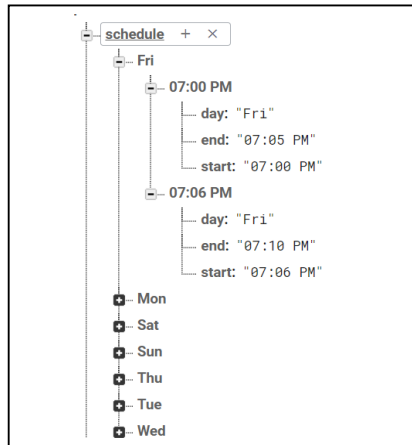 schedule + ×
Fri
07:00 PM
day: "Fri"
end: "07:05 PM"
start: "07:00 PM"
07:06 PM
day: "Fri"
end: "07:10 PM"
start: "07:06 PM"
Mon
Sat
Sun
Thu
Tue
Wed